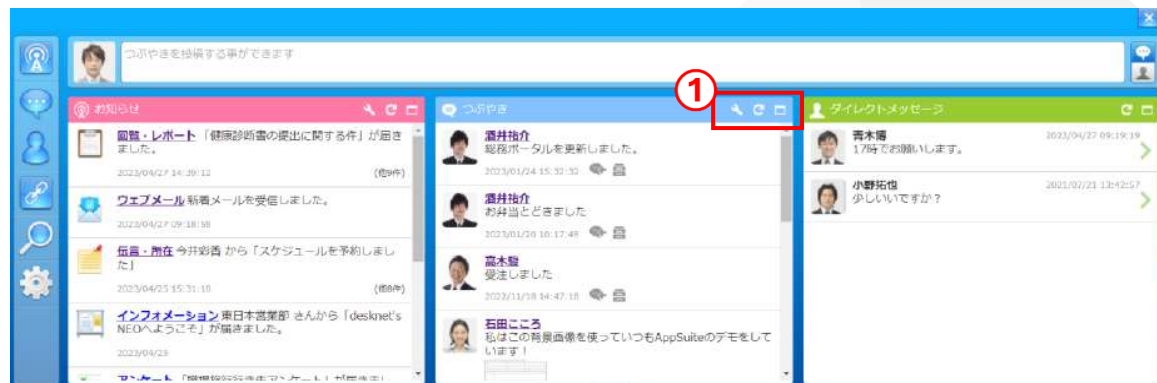 つぶやきを投稿する事ができます
①
お知らせ
回覧・レポート「健康診断書の提出に関する件」が届き
ました。
2023/04/27 14:39:12 (他9件)
ウェブメール 新着メールを受信しました。
2023/04/27 09:18:58
伝言・所在 今井彩香 から「スケジュールを予約しまし
た」
2023/04/25 15:31:18 (他8件)
インフォメーション 東日本営業部 さんから「desknet's
NEOへようこそ」が届きました。
2023/04/25
つぶやき
酒井祐介
総務ポータルを更新しました。
2023/01/24 15:32:32
酒井祐介
お弁当とどきました
2023/01/20 10:17:45
高木駿
受注しました
2022/11/18 14:47:18
石田こころ
私はこの背景画像を使っていつもAppSuiteのデモをして
います！
ダイレクトメッセージ
青木博
2023/04/27 09:19:19
17時でお願いします。
小野拓也
2021/07/21 13:42:57
少しいいですか？